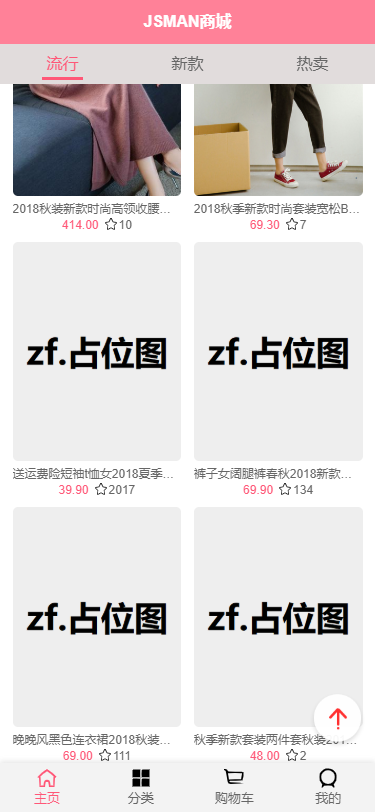 JSMAN商城
流行 新款 热卖
2018秋装新款时尚高领收腰... 2018秋季新款时尚套装宽松B...
414.00 10 69.30 7
zf.占位图 zf.占位图
送运费险短袖t恤女2018夏季... 裤子女阔腿裤春秋2018新款...
39.90 2017 69.90 134
zf.占位图 zf.占位图
晚晚风黑色连衣裙2018秋装... 秋季新款套装两件套秋装201...
69.00 111 48.00 2
主页 分类 购物车 我的